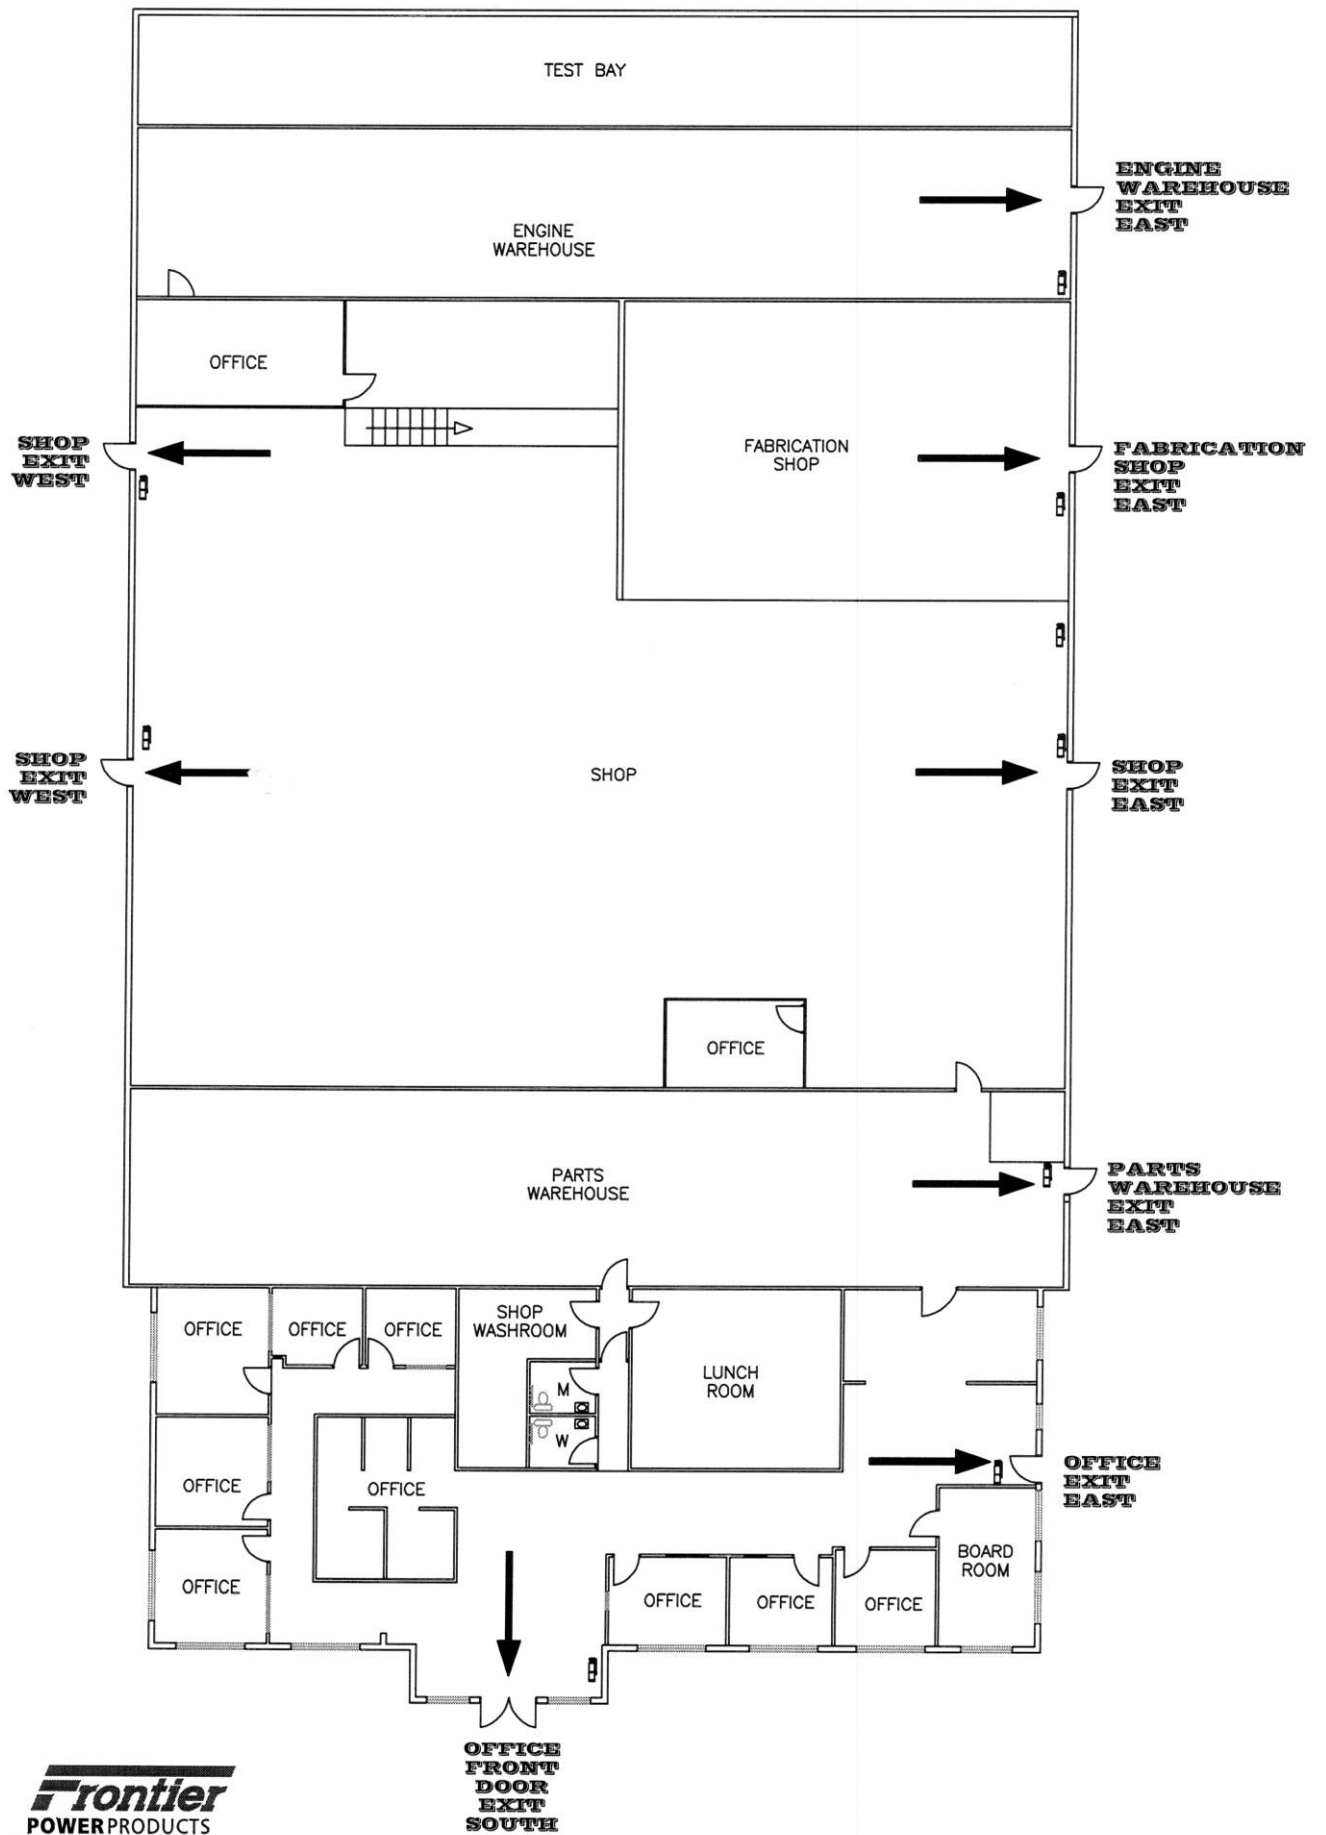 TEST BAY
ENGINE
WAREHOUSE
EXIT
EAST
ENGINE
WAREHOUSE
OFFICE
SHOP
EXIT
WEST
FABRICATION
SHOP
FABRICATION
SHOP
EXIT
EAST
SHOP
EXIT
WEST
SHOP
SHOP
EXIT
EAST
OFFICE
PARTS
WAREHOUSE
PARTS
WAREHOUSE
EXIT
EAST
OFFICE
OFFICE
OFFICE
SHOP
WASHROOM
LUNCH
ROOM
M
W
OFFICE
OFFICE
OFFICE
EXIT
EAST
OFFICE
OFFICE
OFFICE
OFFICE
BOARD
ROOM
OFFICE
FRONT
DOOR
EXIT
SOUTH
Frontier
POWERPRODUCTS